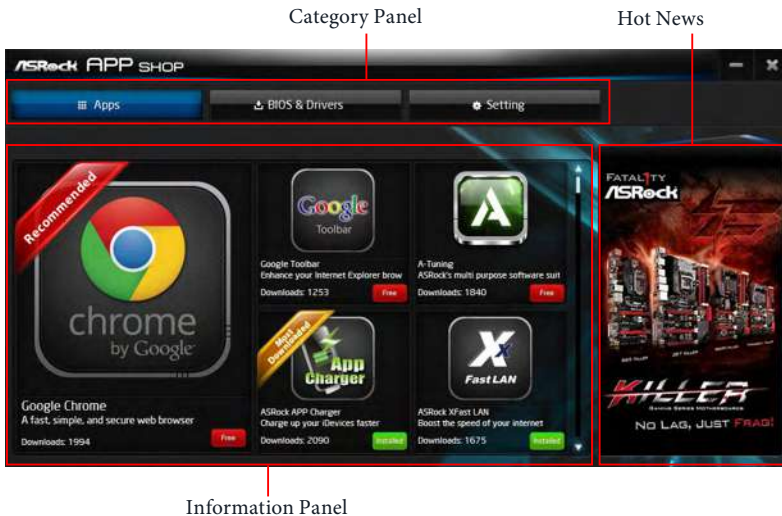 Category Panel
Hot News
ASRock APP SHOP
Apps
BIOS & Drivers
Setting
Recommended
chrome
by Google
Google Chrome
A fast, simple, and secure web browser
Downloads: 1994
Free
Google
Toolbar
Google Toolbar
Enhance your Internet Explorer brow
Downloads: 1253
Free
A-Tuning
ASRock's multi purpose software suit
Downloads: 1840
Free
Most
Downloaded
App
Charger
ASRock APP Charger
Charge up your iDevices faster
Downloads: 2090
Installed
Fast LAN
ASRock XFast LAN
Boost the speed of your internet
Downloads: 1675
Installed
FATAL1TY
ASRock
KILLER
GAMING SERIES MOTHERBOARDS
NO LAG, JUST FRAG!
Information Panel